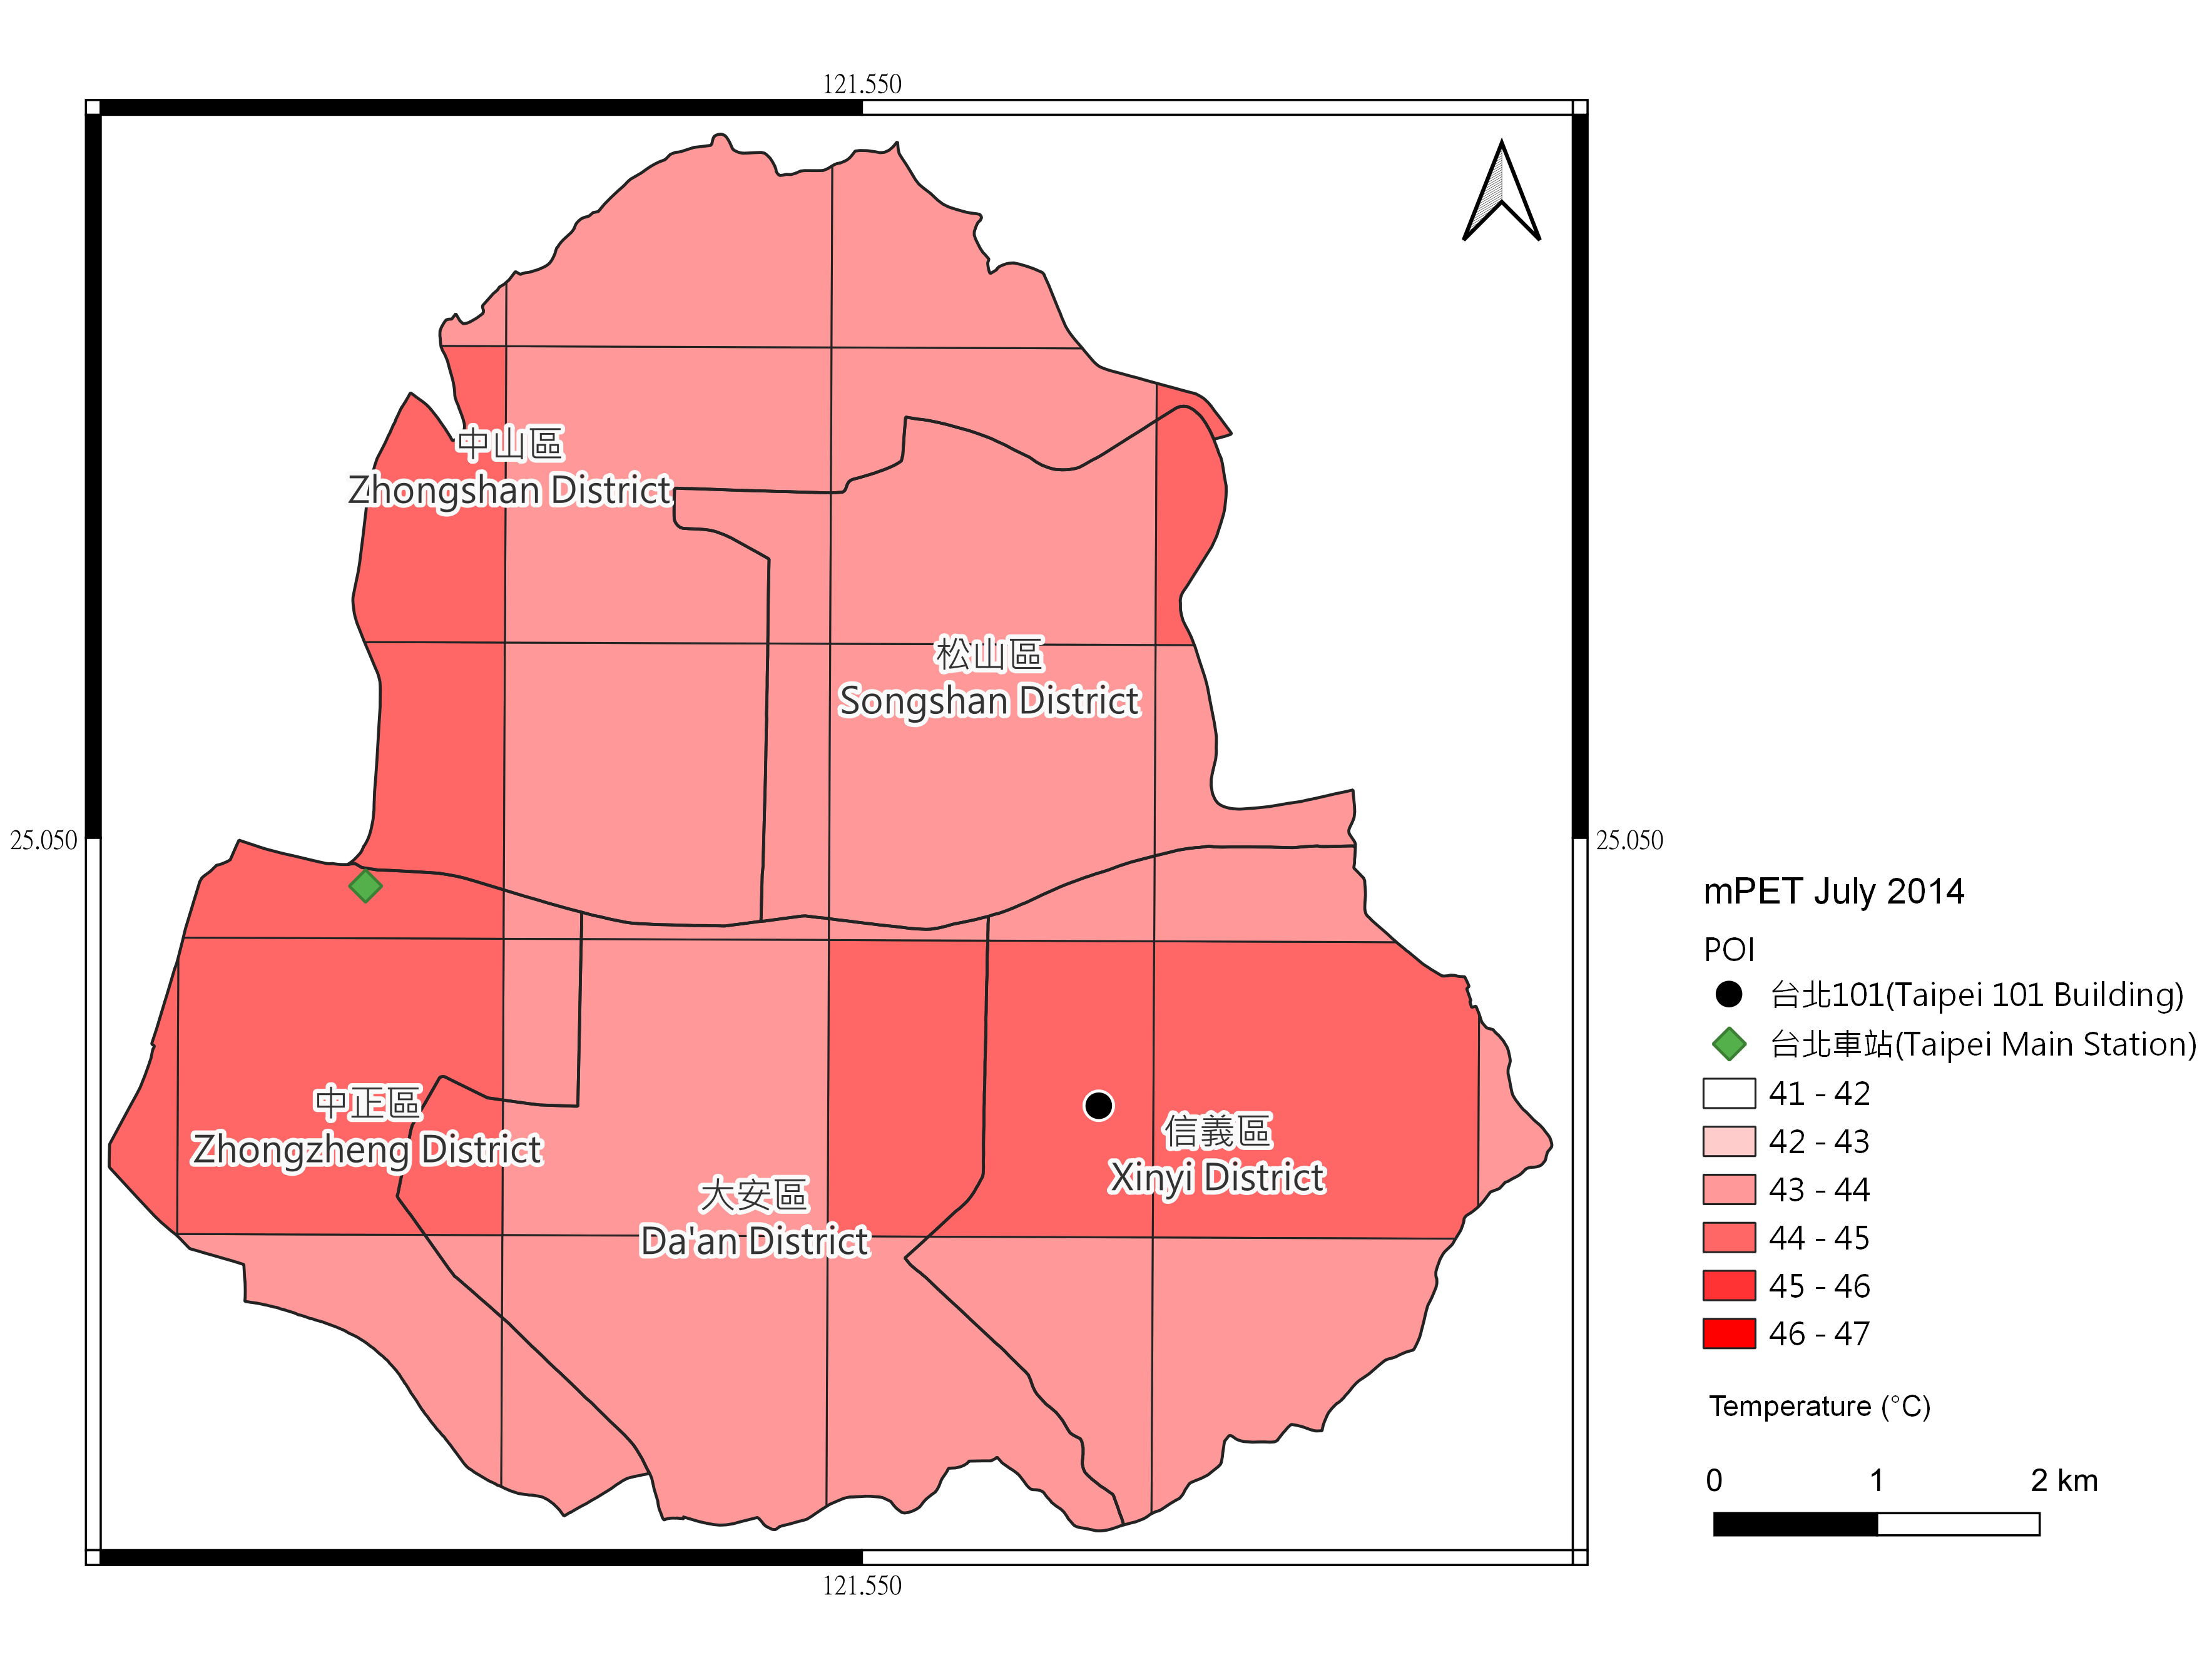 121.550
中山區
Zhongshan District
松山區
Songshan District
25.050
25.050
中正區
Zhongzheng District
信義區
Xinyi District
大安區
Da'an District
121.550
mPET July 2014
POI
台北101(Taipei 101 Building)
台北車站(Taipei Main Station)
41 - 42
42 - 43
43 - 44
44 - 45
45 - 46
46 - 47
Temperature (°C)
0 1 2 km